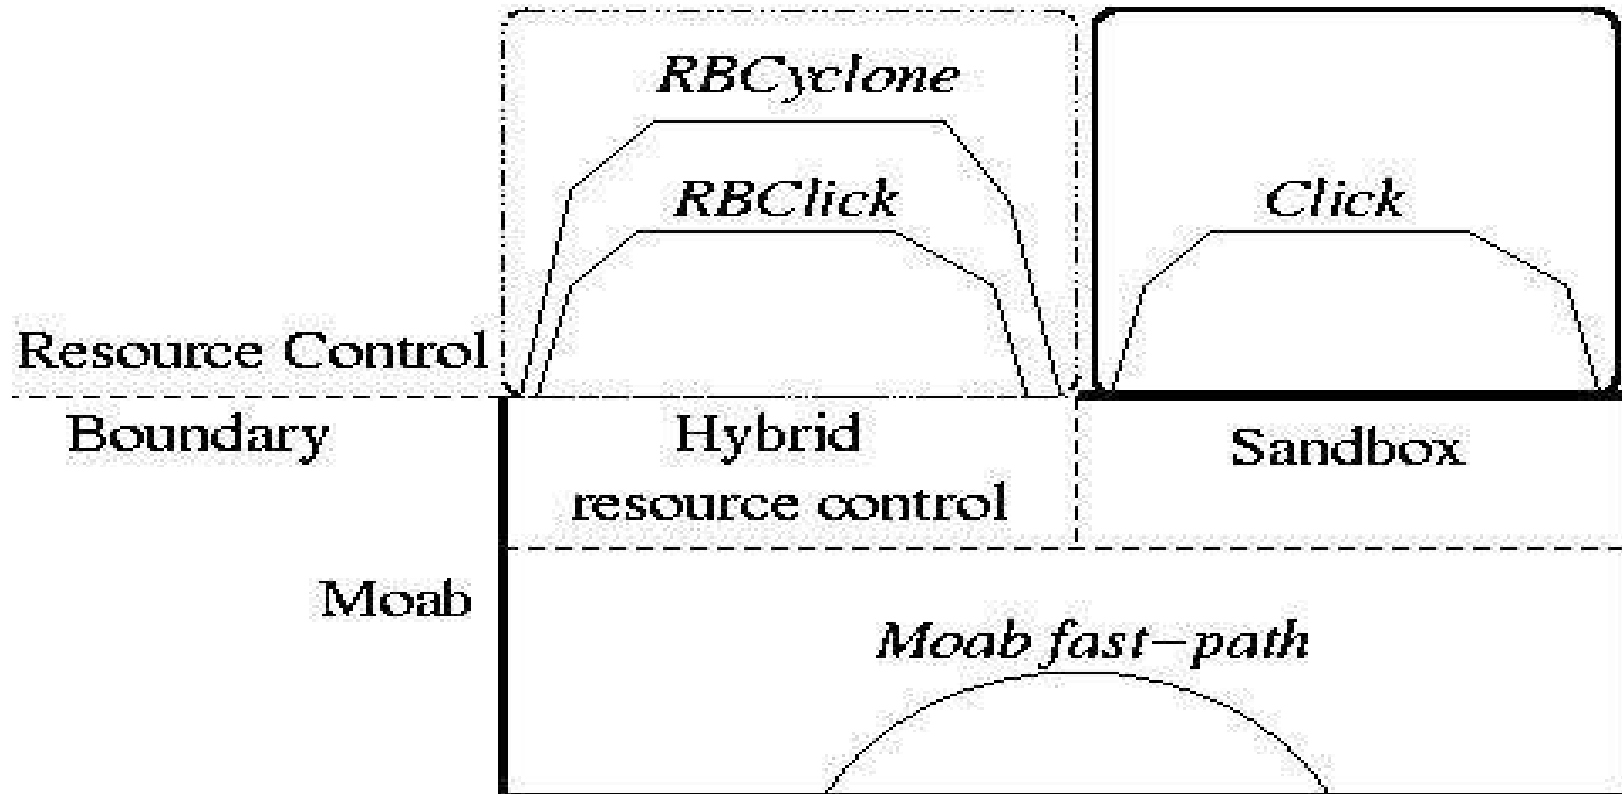 RBCyclone
RBClick
Click
Resource Control
Boundary
Hybrid
resource control
Sandbox
Moab
Moab fast-path